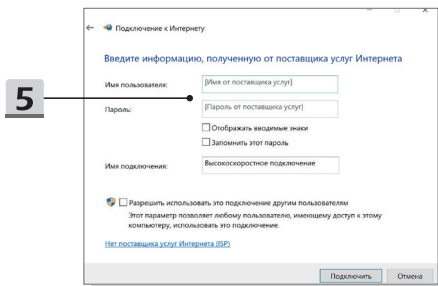 Подключение к Интернету
Введите информацию, полученную от поставщика услуг Интернета
Имя пользователя:
[Имя от поставщика услуг]
5
Пароль:
[Пароль от поставщика услуг]
Отображать вводимые знаки
Запомнить этот пароль
Имя подключения:
Высокоскоростное подключение
Разрешить использовать это подключение другим пользователям
Этот параметр позволяет любому пользователю, имеющему доступ к этому
компьютеру, использовать это подключение.
Нет поставщика услуг Интернета (ISP)
Подключить
Отмена